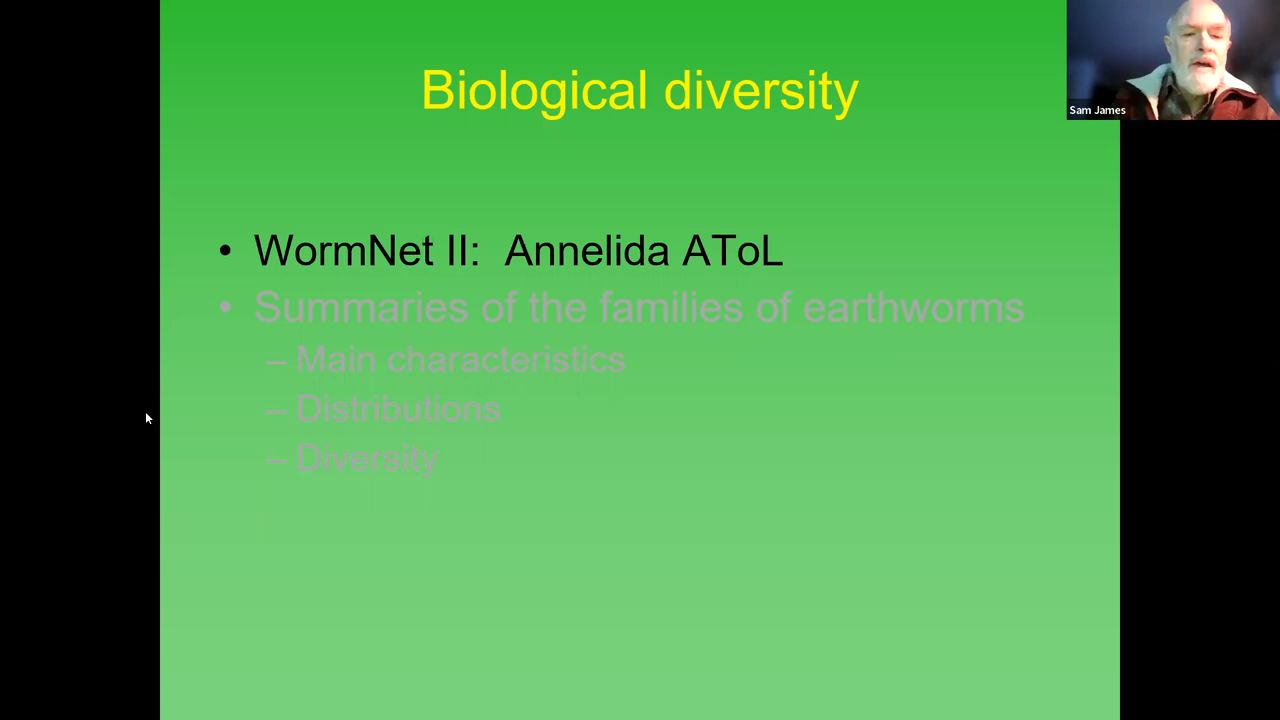 Biological diversity
Sam James
• WormNet II: Annelida AToL
• Summaries of the families of earthworms
– Main characteristics
– Distributions
– Diversity